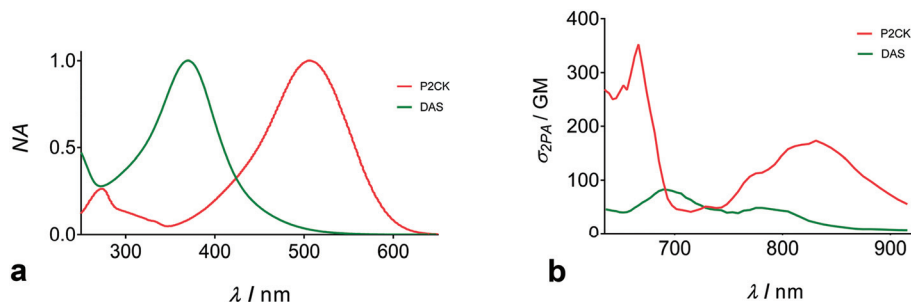 1.0
0.5
0.0
NA
300
400
500
600
λ / nm
P2CK
DAS
a
400
300
200
100
0
σ2PA / GM
700
800
900
λ / nm
P2CK
DAS
b